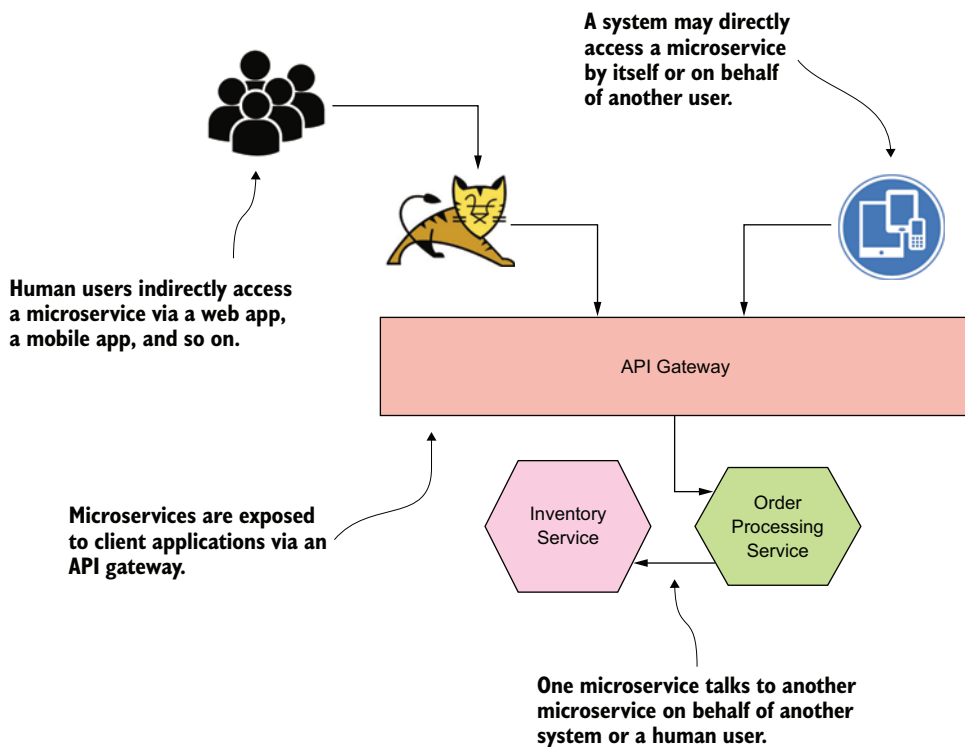 A system may directly
access a microservice
by itself or on behalf
of another user.
Human users indirectly access
a microservice via a web app,
a mobile app, and so on.
API Gateway
Microservices are exposed
to client applications via an
API gateway.
Inventory
Service
Order
Processing
Service
One microservice talks to another
microservice on behalf of another
system or a human user.